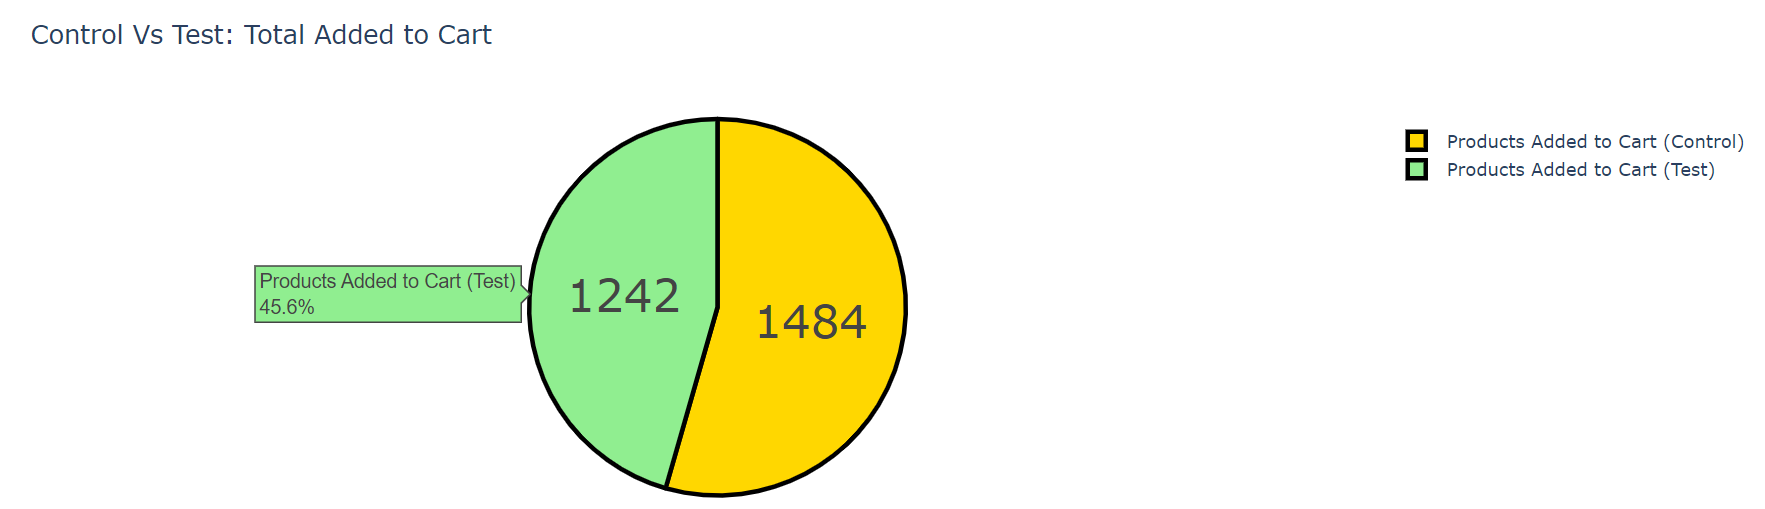 Control Vs Test: Total Added to Cart
Products Added to Cart (Control)
Products Added to Cart (Test)
Products Added to Cart (Test)
45.6%
1242
1484